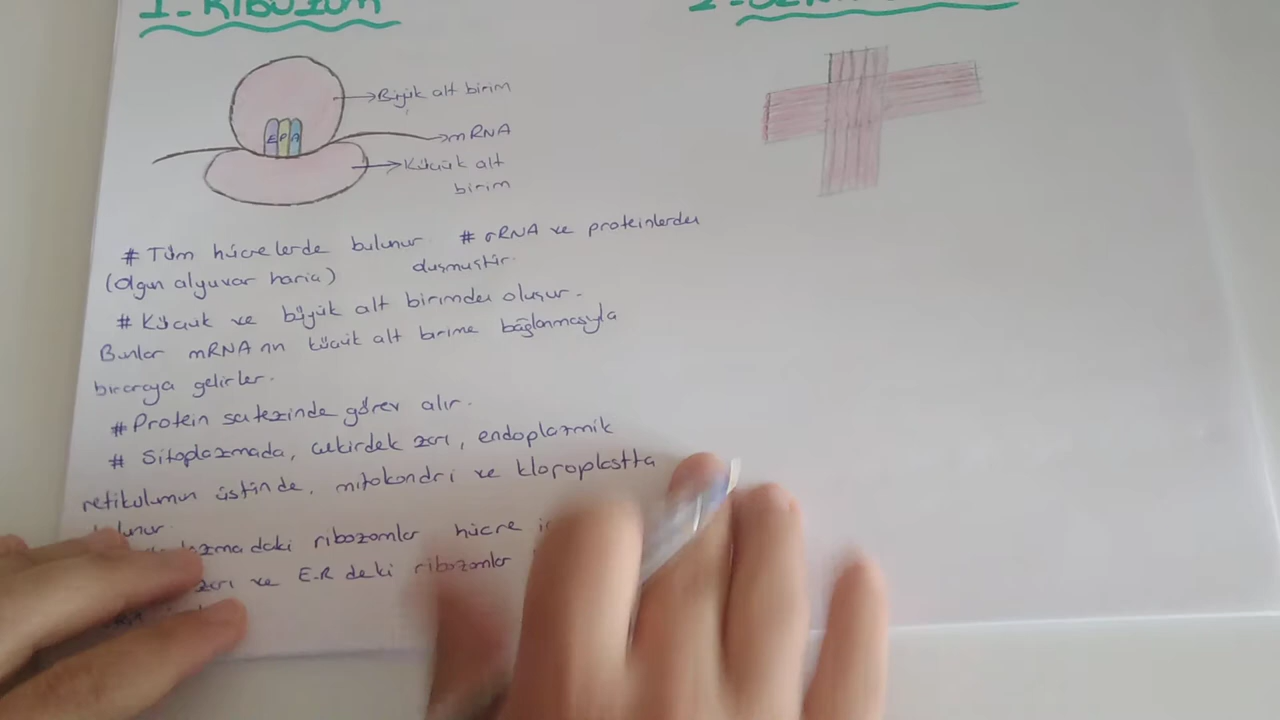 1- RİBOZOM
Büyük alt birim
E P A
mRNA
Küçük alt
birim
# Tüm hücrelerde bulunur.
(Olgun alyuvar hariç)
# rRNA ve proteinlerden
oluşmuştur.
# Küçük ve büyük alt birimden oluşur.
Bunlar mRNA nın küçük alt birime bağlanmasıyla
biraraya gelirler.
# Protein sentezinde görev alır.
# Sitoplazmada, çekirdek zarı, endoplazmik
retikulumun üstünde, mitokondri ve kloroplastta
bulunur.
ribozomlar hücre
zarı ve E.R deki ribozomlar